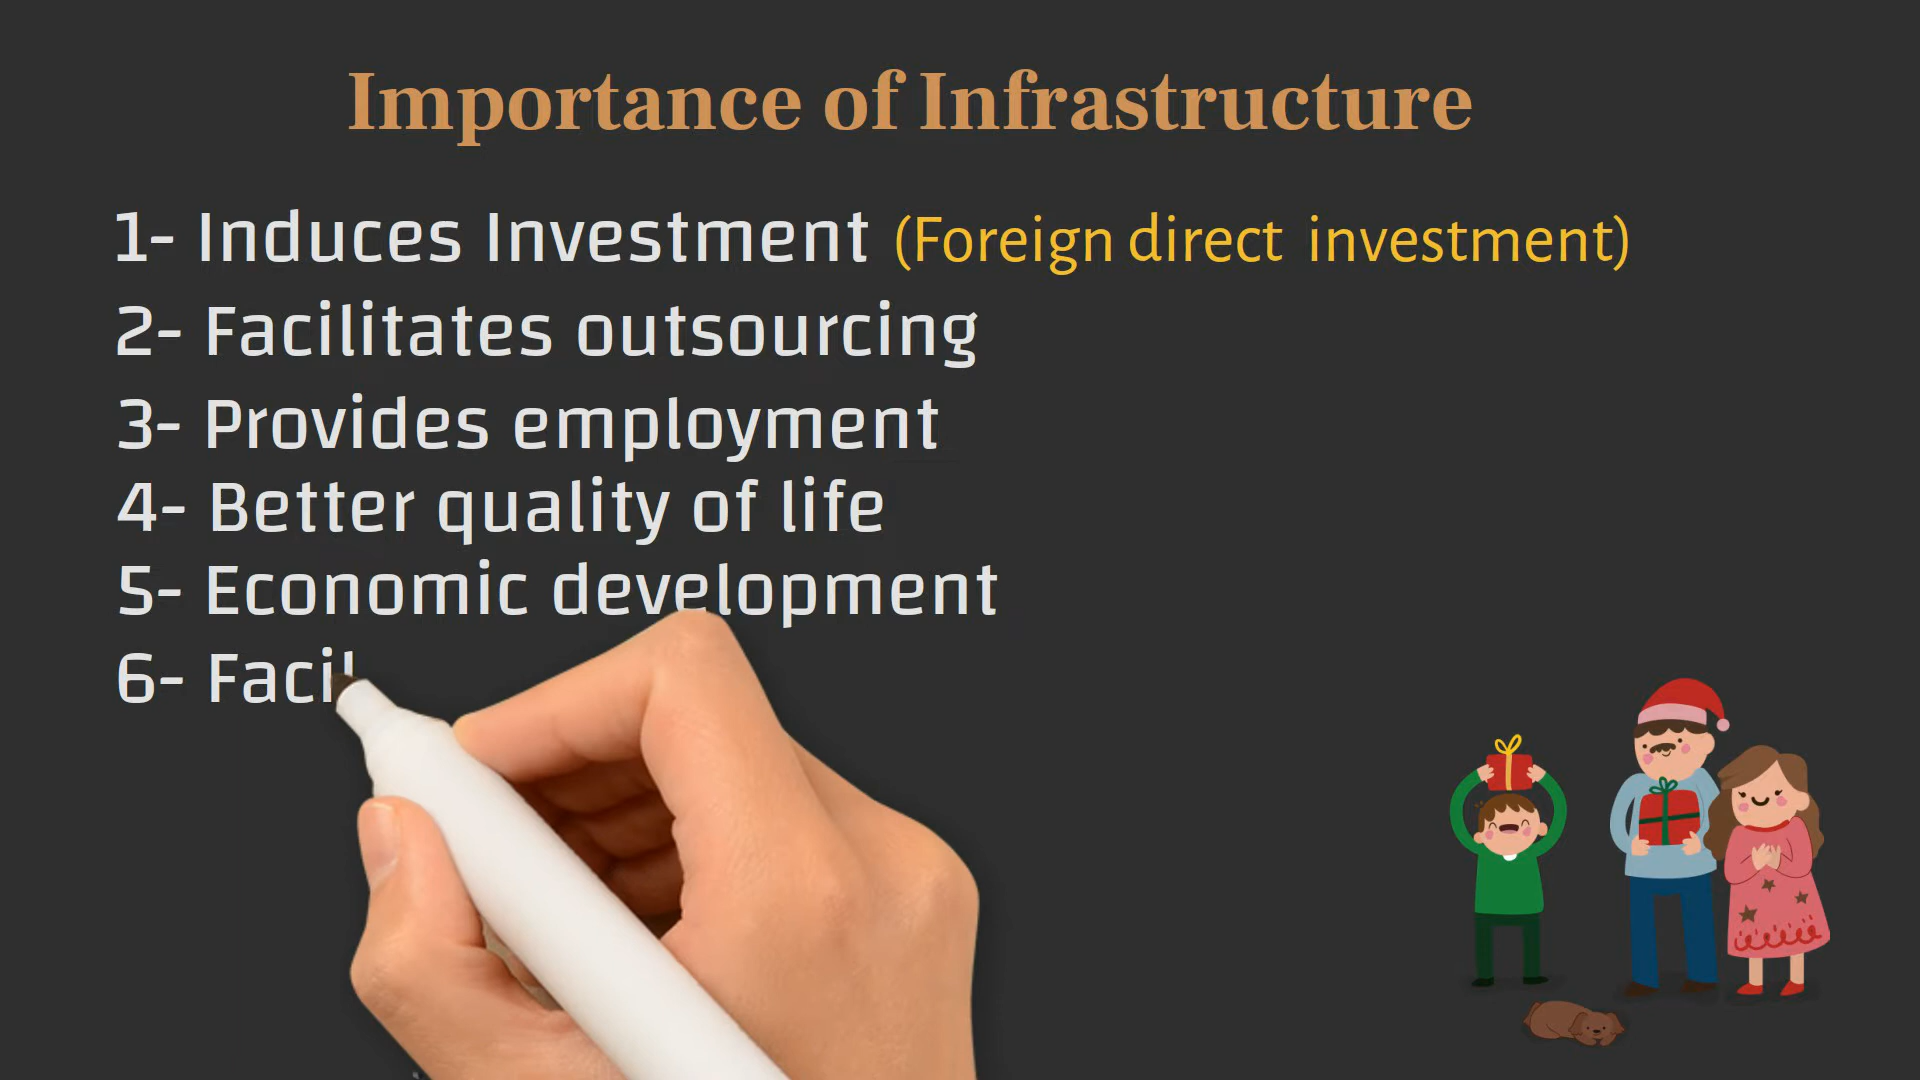 Importance of Infrastructure
1- Induces Investment (Foreign direct investment)
2- Facilitates outsourcing
3- Provides employment
4- Better quality of life
5- Economic development
6- Facil